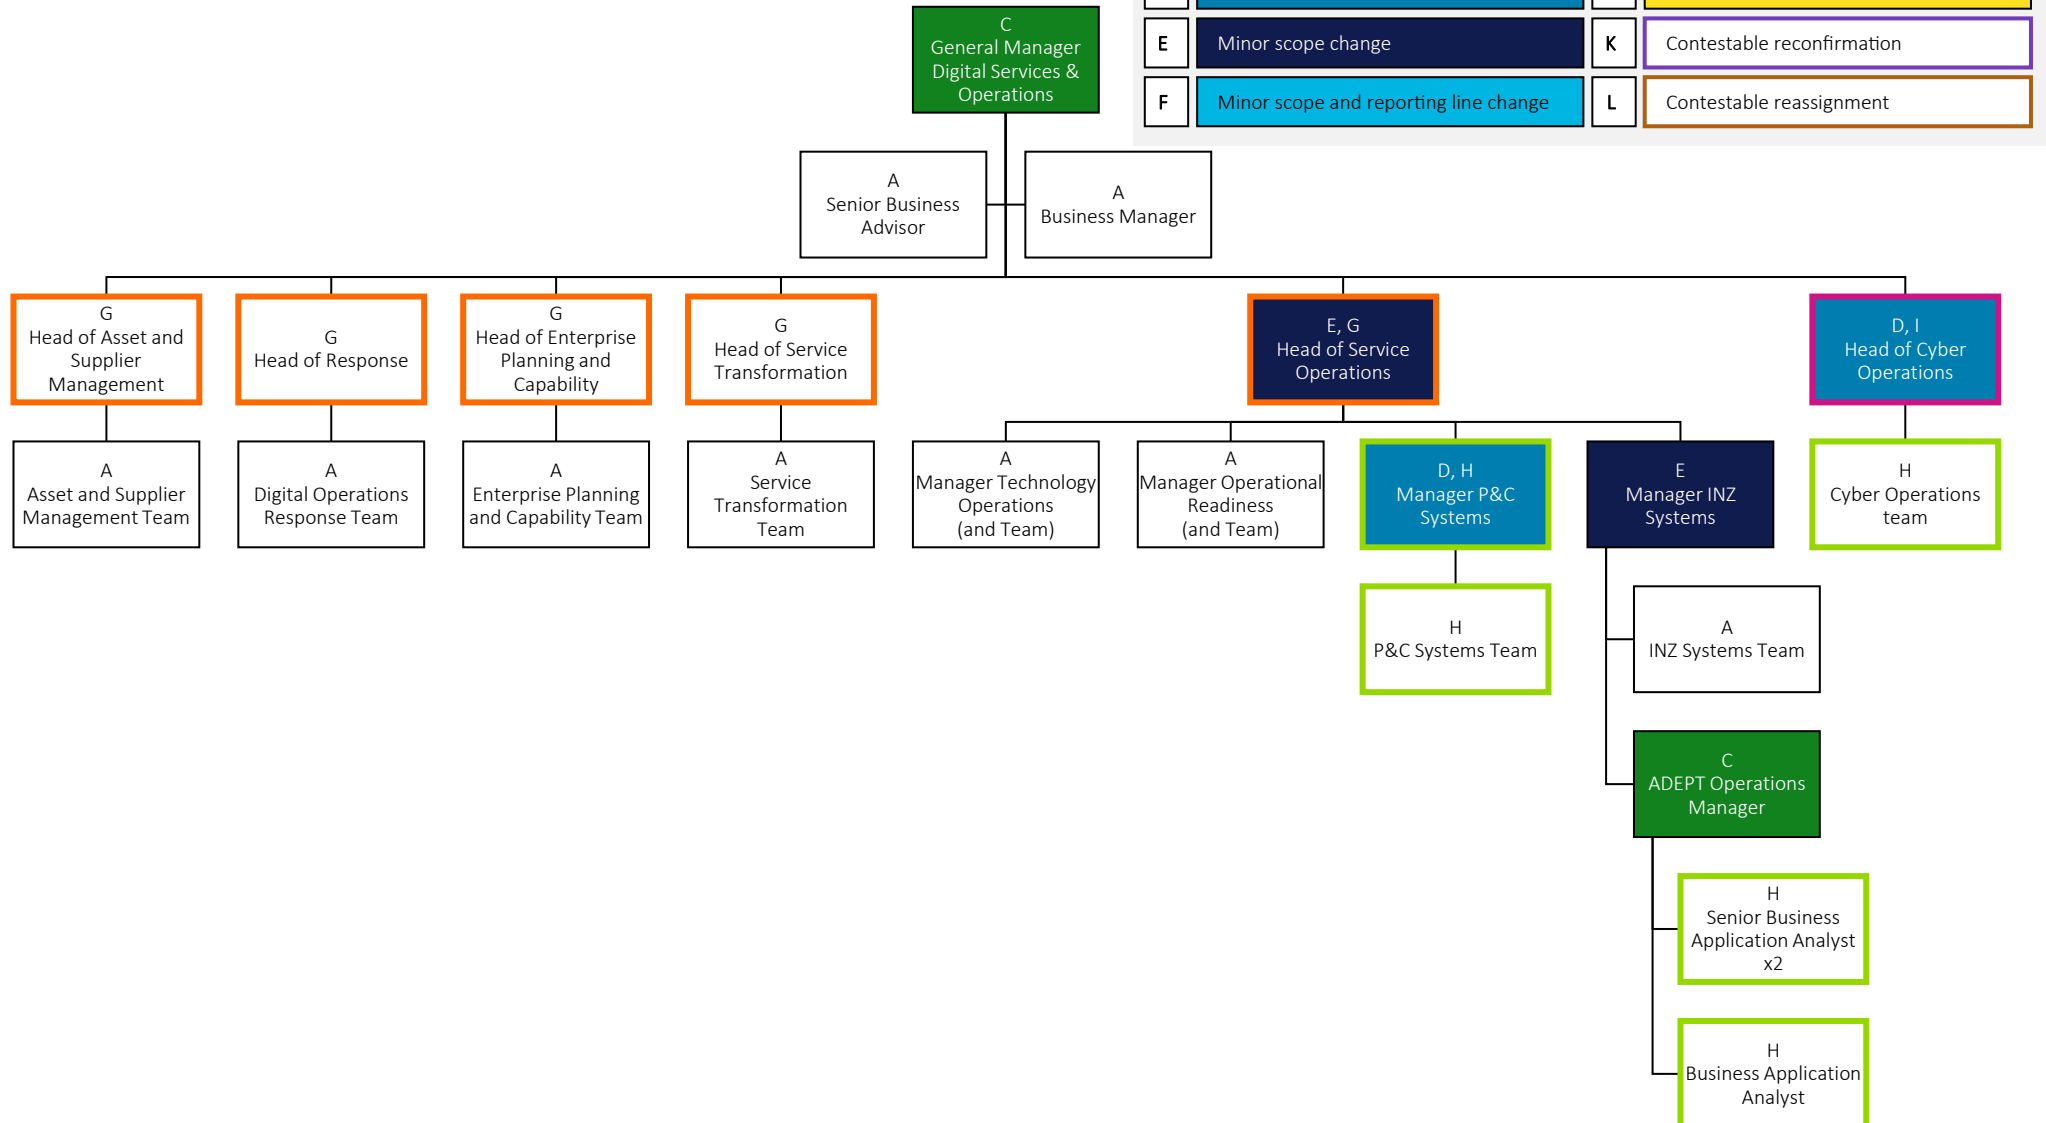 C
General Manager
Digital Services &
Operations
E
Minor scope change
K
Contestable reconfirmation
F
Minor scope and reporting line change
L
Contestable reassignment
A
Senior Business
Advisor
A
Business Manager
G
Head of Asset and
Supplier
Management
G
Head of Response
G
Head of Enterprise
Planning and
Capability
G
Head of Service
Transformation
E, G
Head of Service
Operations
D, I
Head of Cyber
Operations
A
Asset and Supplier
Management Team
A
Digital Operations
Response Team
A
Enterprise Planning
and Capability Team
A
Service
Transformation
Team
A
Manager Technology
Operations
(and Team)
A
Manager Operational
Readiness
(and Team)
D, H
Manager P&C
Systems
E
Manager INZ
Systems
H
Cyber Operations
team
H
P&C Systems Team
A
INZ Systems Team
C
ADEPT Operations
Manager
H
Senior Business
Application Analyst
x2
H
Business Application
Analyst